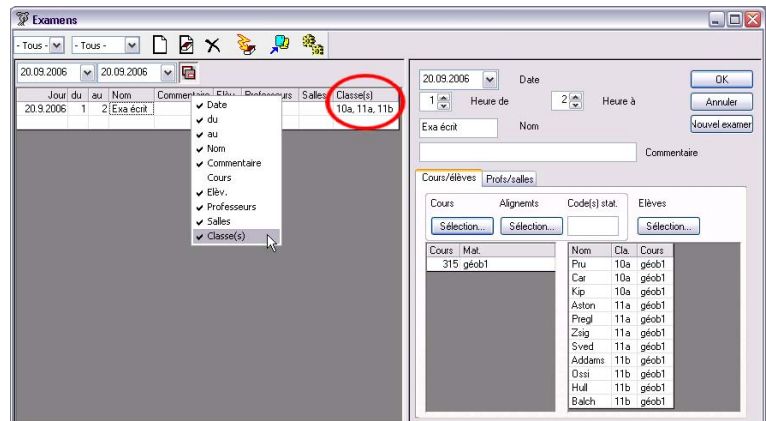 Examens
- Tous - - Tous -
20.09.2006 20.09.2006
Jour du au Nom Commentaire Elèv. Professeurs Salles Classe(s)
20.9.2006 1 2 Exa écrit 10a, 11a, 11b
Date
du
au
Nom
Commentaire
Cours
Elèv.
Professeurs
Salles
Classe(s)
20.09.2006 Date OK
1 Heure de 2 Heure à Annuler
Exa écrit Nom Nouvel examen
Commentaire
Cours/élèves Profs/salles
Cours Alignemts Code(s) stat. Elèves
Sélection... Sélection... Sélection...
Cours Mat.
315 géob1
Nom Cla. Cours
Pru 10a géob1
Car 10a géob1
Kip 10a géob1
Aston 11a géob1
Pregl 11a géob1
Zsig 11a géob1
Sved 11a géob1
Addams 11b géob1
Ossi 11b géob1
Hull 11b géob1
Balch 11b géob1